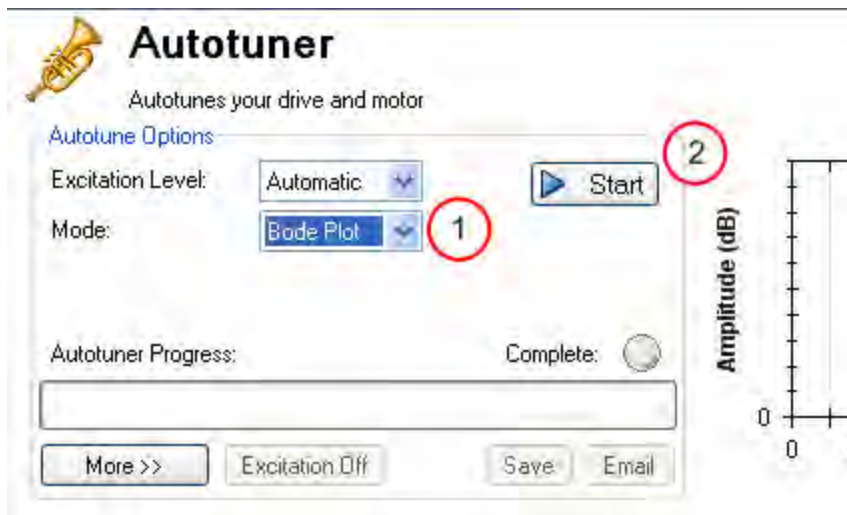 Autotuner
Autotunes your drive and motor
Autotune Options
Excitation Level: Automatic Start 2
Mode: Bode Plot 1
Autotuner Progress: Complete:
More >> Excitation Off Save Email
Amplitude (dB)
0
0